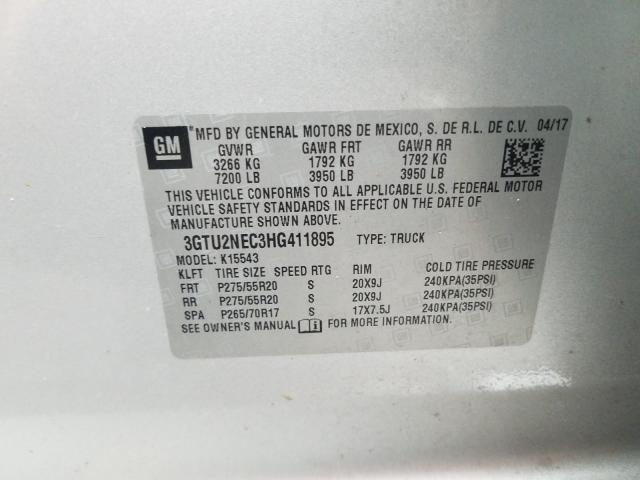 GM
*MFD BY GENERAL MOTORS DE MEXICO, S. DE R.L. DE C.V. 04/17
GVWR GAWR FRT GAWR RR
3266 KG 1792 KG 1792 KG
7200 LB 3950 LB 3950 LB
THIS VEHICLE CONFORMS TO ALL APPLICABLE U.S. FEDERAL MOTOR
VEHICLE SAFETY STANDARDS IN EFFECT ON THE DATE OF
MANUFACTURE SHOWN ABOVE.
3GTU2NEC3HG411895 TYPE: TRUCK
MODEL: K15543
KLFT TIRE SIZE SPEED RTG RIM COLD TIRE PRESSURE
FRT P275/55R20 S 20X9J 240KPA(35PSI)
RR P275/55R20 S 20X9J 240KPA(35PSI)
SPA P265/70R17 S 17X7.5J 240KPA(35PSI)
SEE OWNER'S MANUAL i FOR MORE INFORMATION.